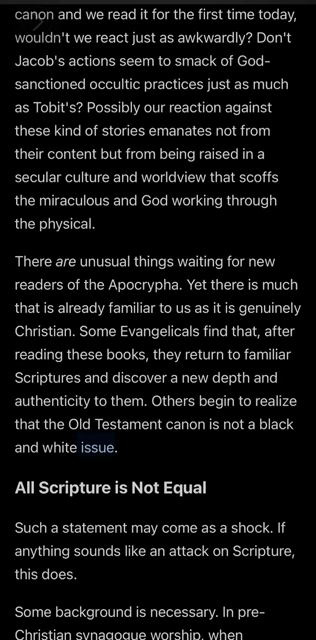 canon and we read it for the first time today,
wouldn't we react just as awkwardly? Don't
Jacob's actions seem to smack of God-
sanctioned occultic practices just as much
as Tobit's? Possibly our reaction against
these kind of stories emanates not from
their content but from being raised in a
secular culture and worldview that scoffs
the miraculous and God working through
the physical.
There are unusual things waiting for new
readers of the Apocrypha. Yet there is much
that is already familiar to us as it is genuinely
Christian. Some Evangelicals find that, after
reading these books, they return to familiar
Scriptures and discover a new depth and
authenticity to them. Others begin to realize
that the Old Testament canon is not a black
and white issue.
All Scripture is Not Equal
Such a statement may come as a shock. If
anything sounds like an attack on Scripture,
this does.
Some background is necessary. In pre-
Christian synagogue worship, when